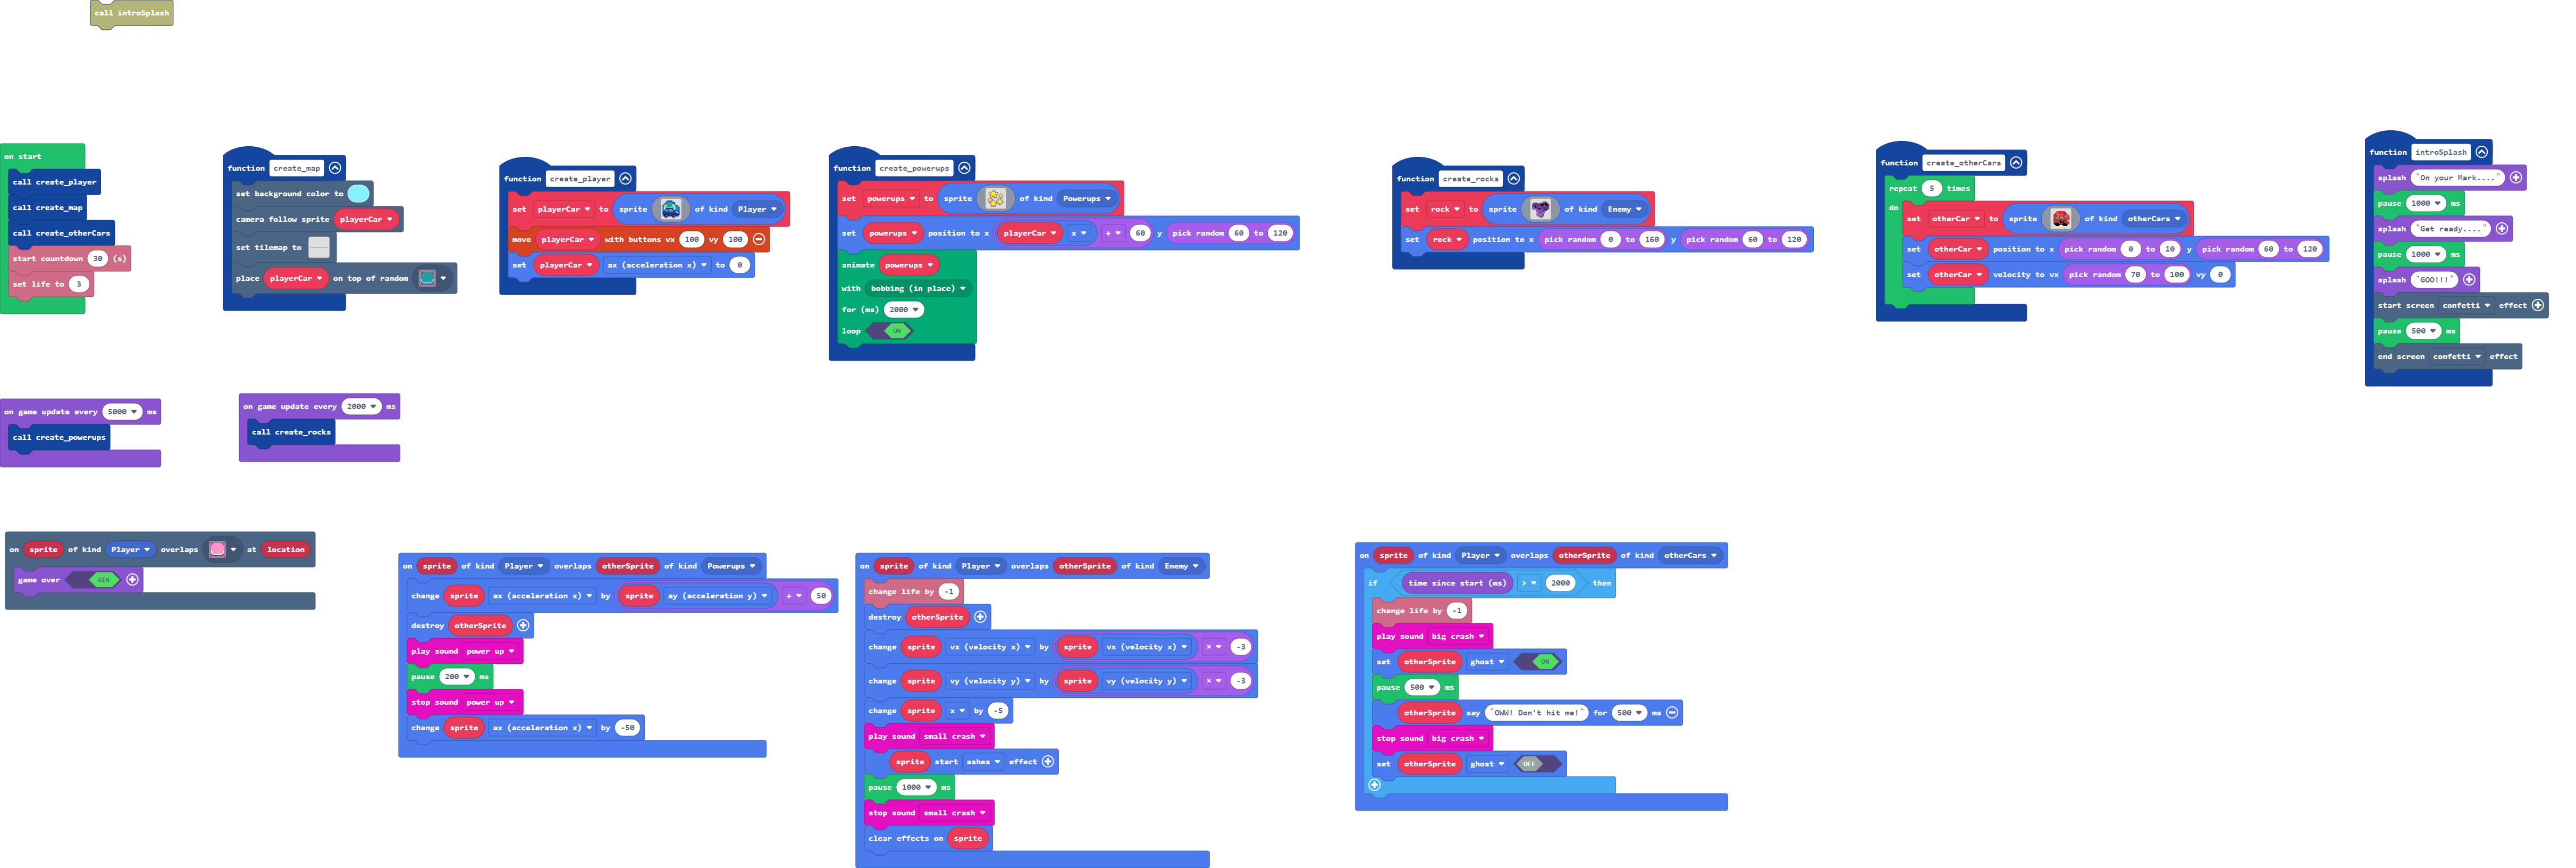 call introSplash
on start
call create_player
call create_map
call create_otherCars
start countdown 30 (s)
set life to 3
function create_map
set background color to
camera follow sprite playerCar
set tilemap to
place playerCar on top of random
function create_player
set playerCar to sprite of kind Player
move playerCar with buttons vx 100 vy 100
set playerCar ax (acceleration x) to 0
function create_powerups
set powerups to sprite of kind Powerups
set powerups position to x playerCar x + 60 y pick random 60 to 120
animate powerups
with bobbing (in place)
for (ms) 2000
loop ON
function create_rocks
set rock to sprite of kind Enemy
set rock position to x pick random 0 to 160 y pick random 60 to 120
function create_otherCars
repeat 5 times
do
set otherCar to sprite of kind otherCars
set otherCar position to x pick random 0 to 10 y pick random 60 to 120
set otherCar velocity to vx pick random 70 to 100 vy 0
function introSplash
splash "On your Mark...."
pause 1000 ms
splash "Get ready...."
pause 1000 ms
splash "GOO!!!"
start screen confetti effect
pause 500 ms
end screen confetti effect
on game update every 5000 ms
call create_powerups
on game update every 2000 ms
call create_rocks
on sprite of kind Player overlaps at location
game over WIN
on sprite of kind Player overlaps otherSprite of kind Powerups
change sprite ax (acceleration x) by sprite ay (acceleration y) + 50
destroy otherSprite
play sound power up
pause 200 ms
stop sound power up
change sprite ax (acceleration x) by -50
on sprite of kind Player overlaps otherSprite of kind Enemy
change life by -1
destroy otherSprite
change sprite vx (velocity x) by sprite vx (velocity x) × -3
change sprite vy (velocity y) by sprite vy (velocity y) × -3
change sprite x by -5
play sound small crash
sprite start ashes effect
pause 1000 ms
stop sound small crash
clear effects on sprite
on sprite of kind Player overlaps otherSprite of kind otherCars
if time since start (ms) > 2000 then
change life by -1
play sound big crash
set otherSprite ghost ON
pause 500 ms
otherSprite say "OWW! Don't hit me!" for 500 ms
stop sound big crash
set otherSprite ghost OFF